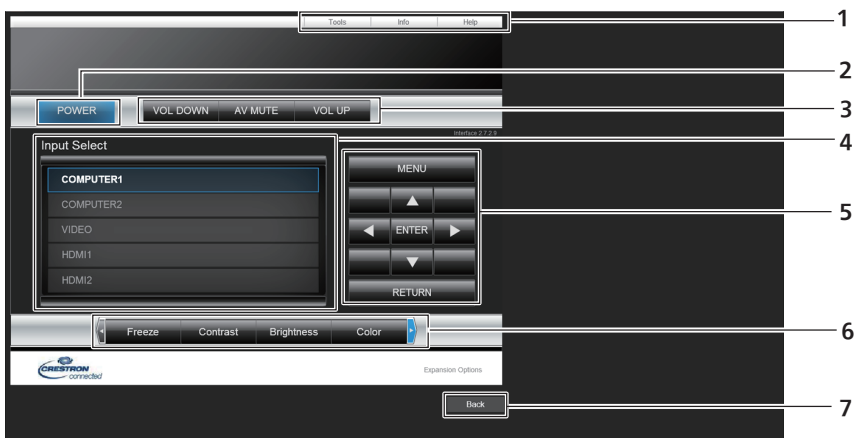 Tools Info Help 1
2
POWER VOL DOWN AV MUTE VOL UP 3
Interface 2.7.2.9
4
Input Select
COMPUTER1
COMPUTER2
VIDEO
HDMI1
HDMI2
MENU
ENTER
RETURN
5
Freeze Contrast Brightness Color 6
CRESTRON connected
Expansion Options
Back 7